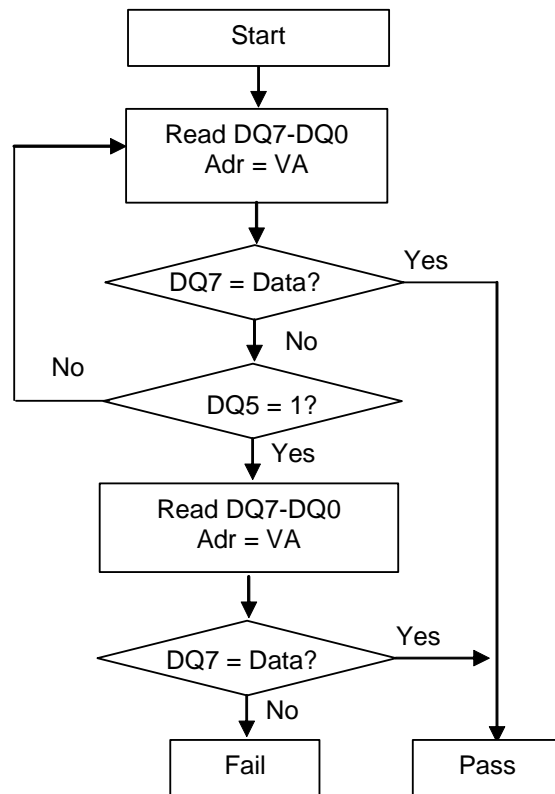 Start
Read DQ7-DQ0
Adr = VA
DQ7 = Data?
Yes
No
No
DQ5 = 1?
Yes
Read DQ7-DQ0
Adr = VA
DQ7 = Data?
Yes
No
Fail
Pass